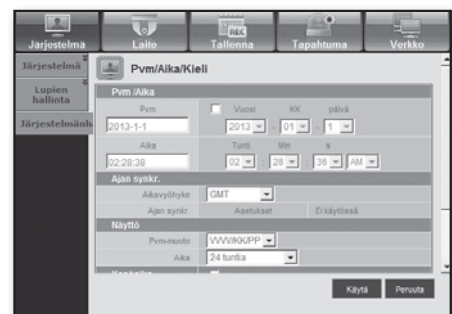 Järjestelmä Laite Tallenna Tapahtuma Verkko
REC
Järjestelmä
Lupien hallinta
Järjestelmänh
Pvm/Aika/Kieli
Pvm /Aika
Pvm Vuosi KK päivä
2013-1-1 2013 - 01 - 1
Aika Tunti Min s
02:28:38 02 : 28 : 36 AM
Ajan synkr.
Aikavyöhyke GMT
Ajan synkr. Asetukset Ei käytössä
Näyttö
Pvm-muoto VVVV/KK/PP
Aika 24 tuntia
Käytä Peruuta